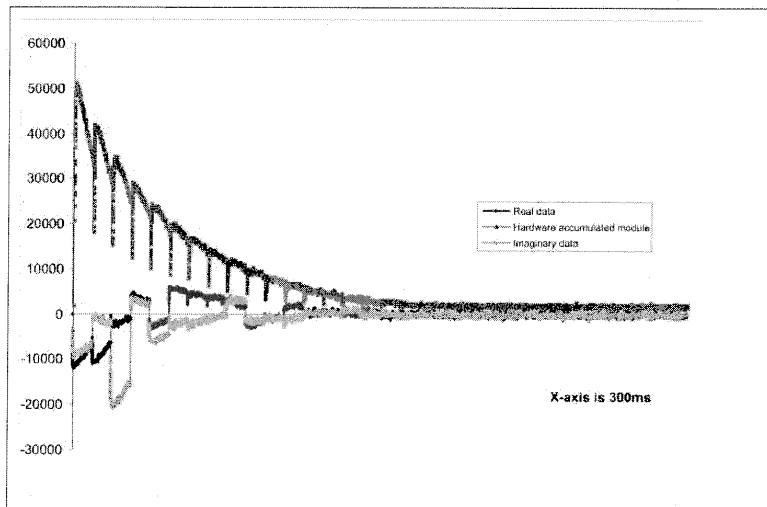 60000
50000
40000
30000
20000
10000
0
-10000
-20000
-30000
Real data
Hardware accumulated module
Imaginary data
X-axis is 300ms